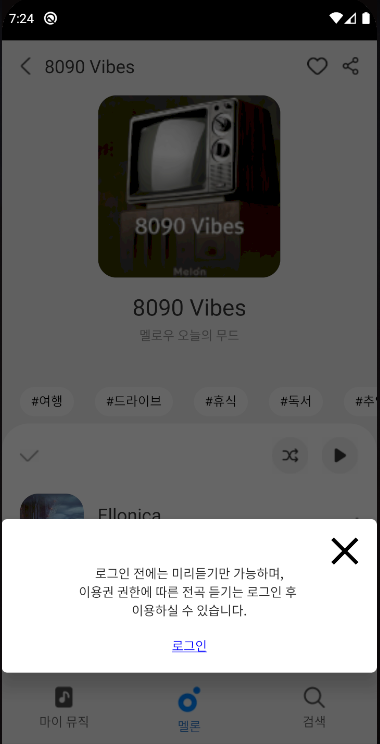 7:24
8090 Vibes
8090 Vibes
Melon
8090 Vibes
멜로우 오늘의 무드
#여행
#드라이브
#휴식
#독서
Ellonica
로그인 전에는 미리듣기만 가능하며,
이용권 권한에 따른 전곡 듣기는 로그인 후
이용하실 수 있습니다.
로그인
마이 뮤직
멜론
검색